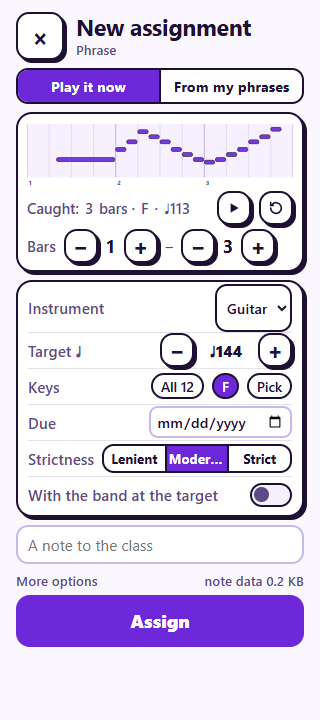 × New assignment
Phrase
Play it now From my phrases
1 2 3
Caught: 3 bars · F · ♩113
Bars − 1 + – − 3 +
Instrument Guitar
Target ♩ − ♩144 +
Keys All 12 F Pick
Due mm/dd/yyyy
Strictness Lenient Moder... Strict
With the band at the target
A note to the class
More options note data 0.2 KB
Assign